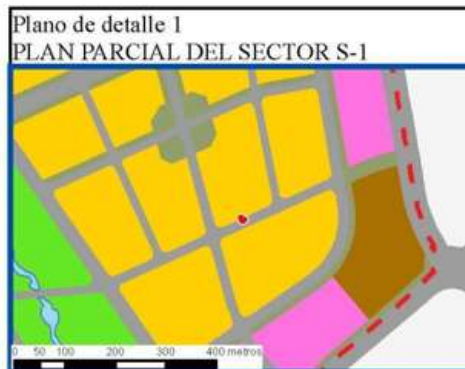 Plano de detalle 1
PLAN PARCIAL DEL SECTOR S-1
0 50 100 200 300 400 metros